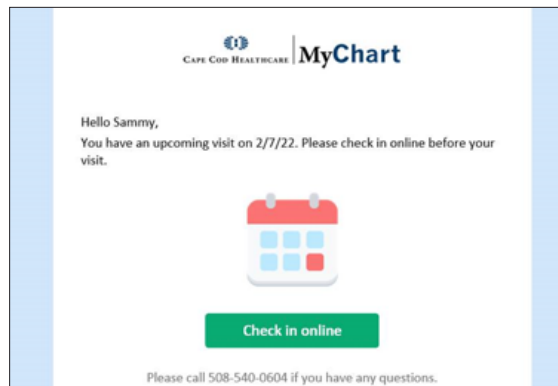 CAPE COD HEALTHCARE MyChart
Hello Sammy,
You have an upcoming visit on 2/7/22. Please check in online before your
visit.
Check in online
Please call 508-540-0604 if you have any questions.